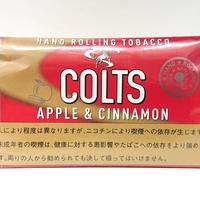 HAND ROLLING TOBACCO
COLTS
APPLE & CINNAMON
人により程度は異なりますが、ニコチンにより喫煙への依存が生じます
未成年者の喫煙は、健康に対する悪影響やたばこへの依存をより強め
す。周りの人から勧められても決して吸ってはいけません。